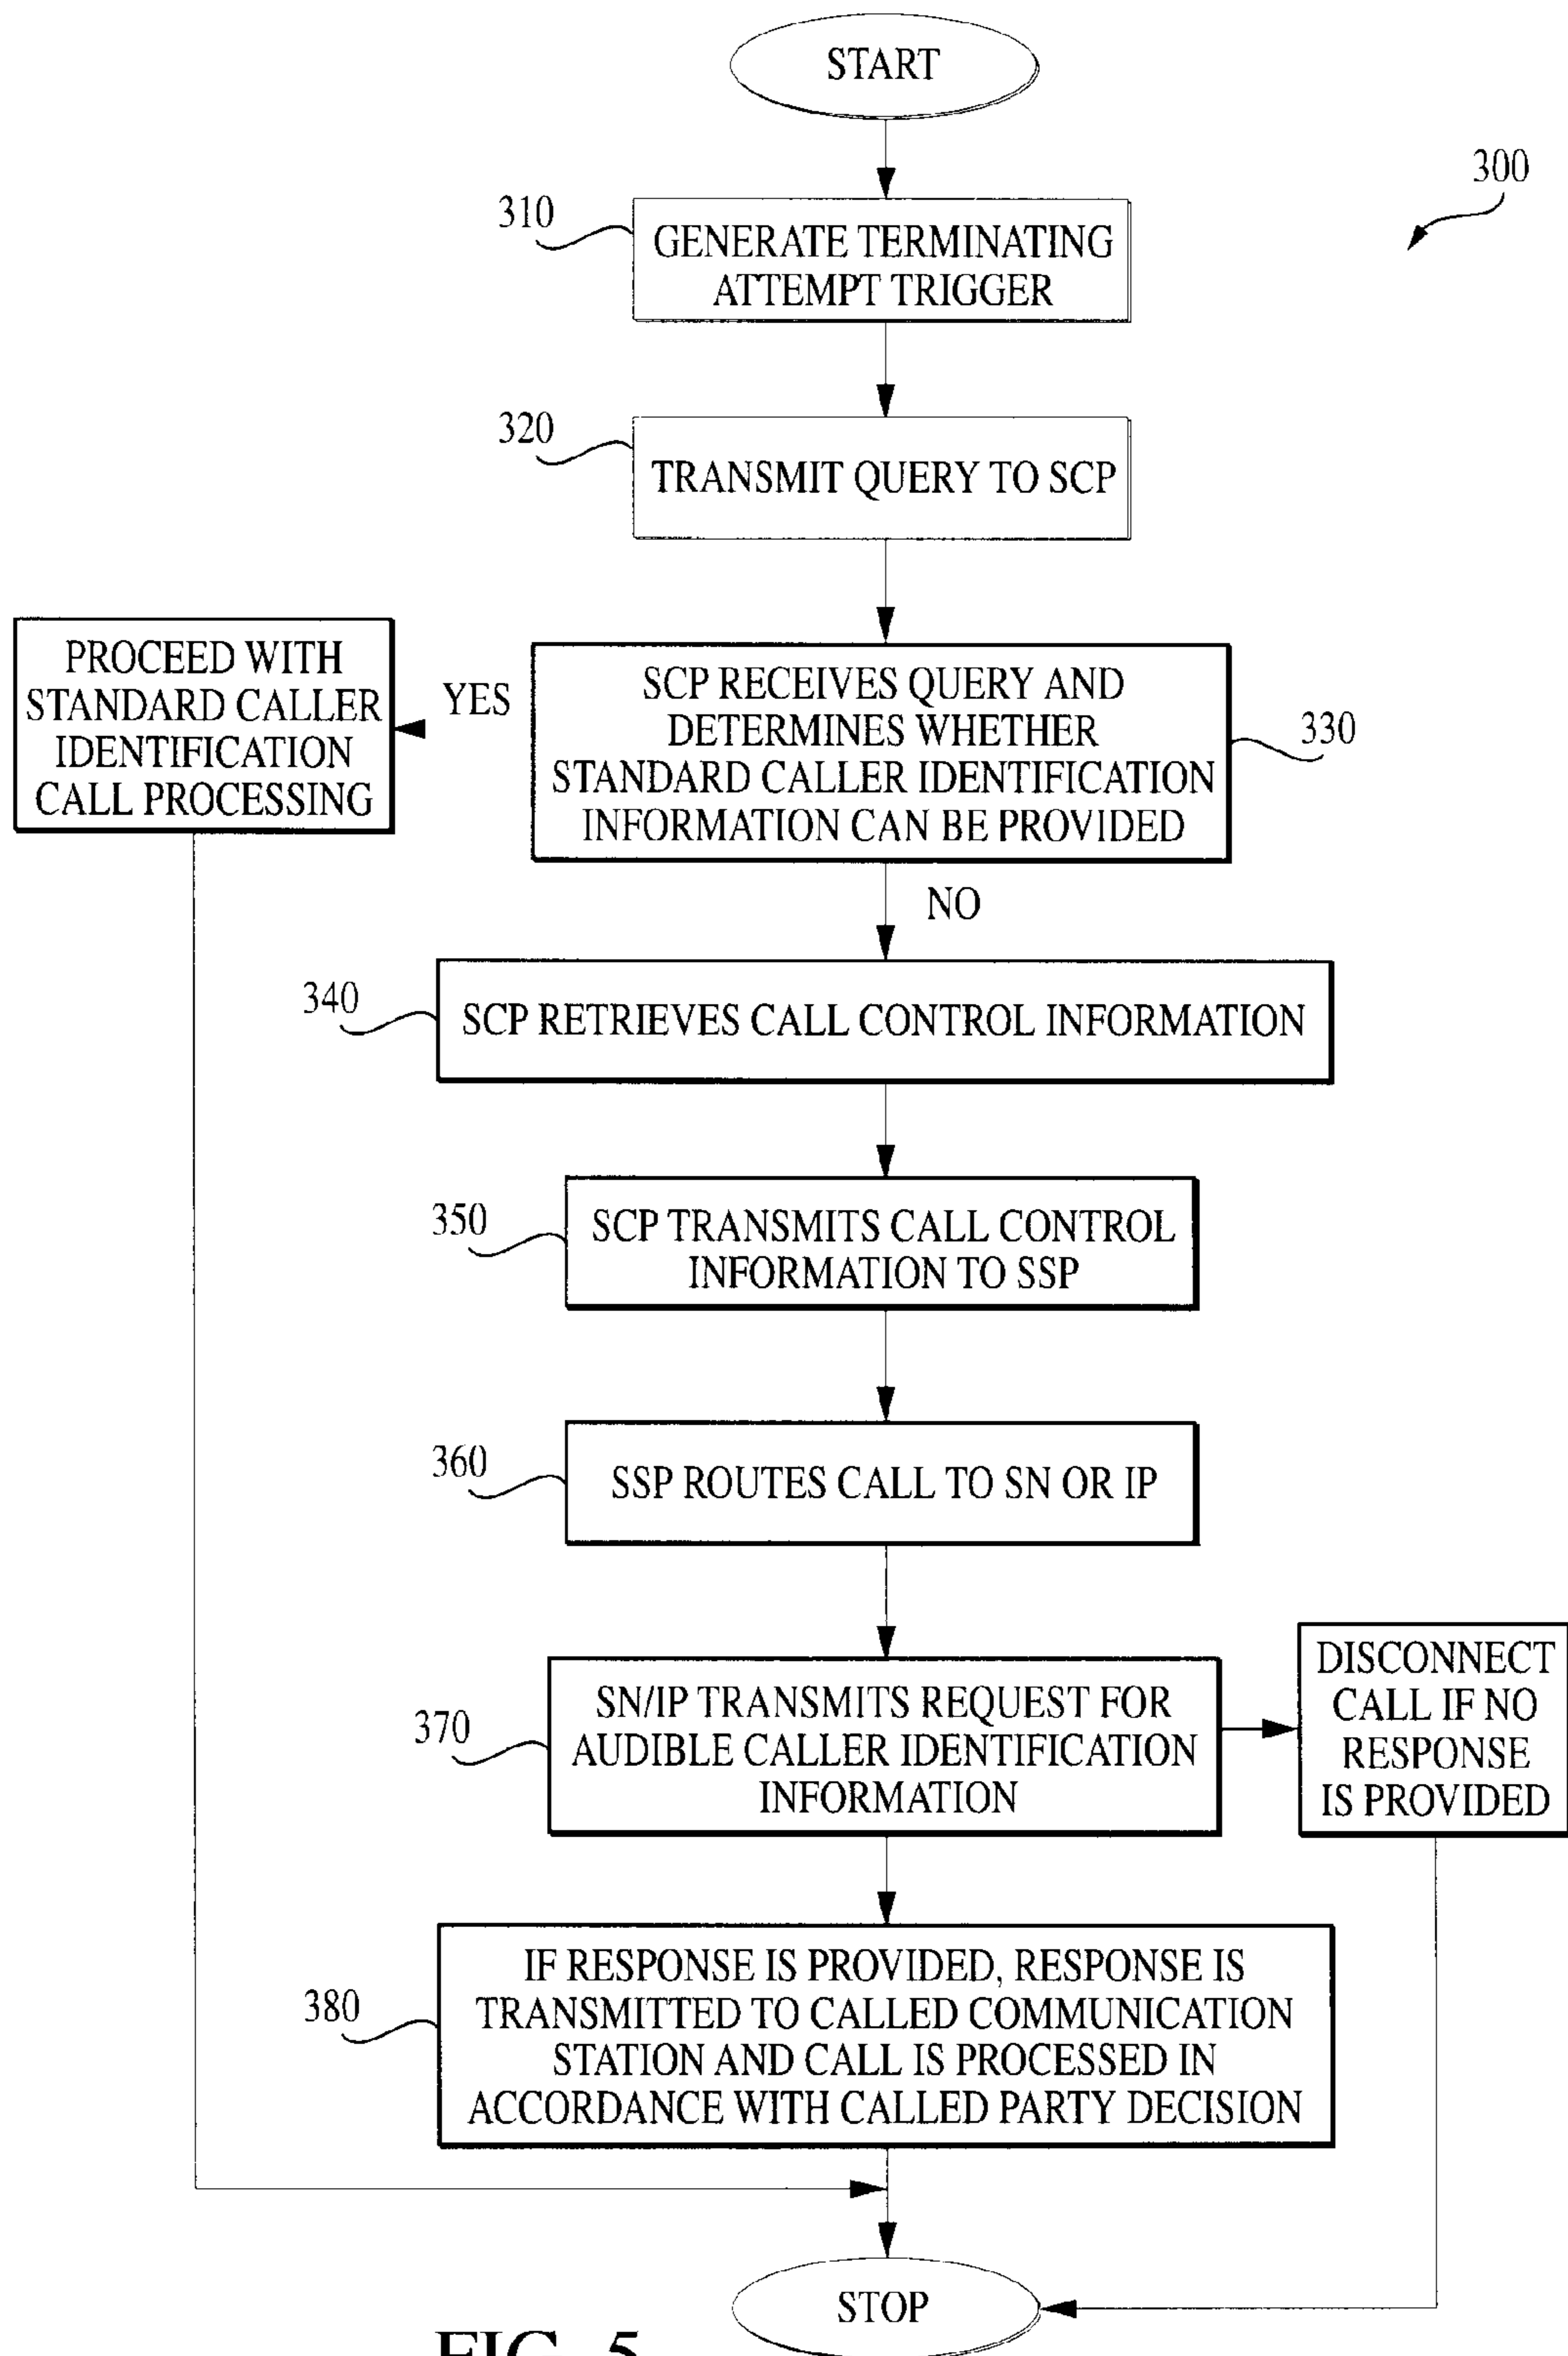 START
300
310
GENERATE TERMINATING
ATTEMPT TRIGGER
320
TRANSMIT QUERY TO SCP
PROCEED WITH
STANDARD CALLER
IDENTIFICATION
CALL PROCESSING
YES
SCP RECEIVES QUERY AND
DETERMINES WHETHER
STANDARD CALLER IDENTIFICATION
INFORMATION CAN BE PROVIDED
330
NO
340
SCP RETRIEVES CALL CONTROL INFORMATION
350
SCP TRANSMITS CALL CONTROL
INFORMATION TO SSP
360
SSP ROUTES CALL TO SN OR IP
370
SN/IP TRANSMITS REQUEST FOR
AUDIBLE CALLER IDENTIFICATION
INFORMATION
DISCONNECT
CALL IF NO
RESPONSE
IS PROVIDED
380
IF RESPONSE IS PROVIDED, RESPONSE IS
TRANSMITTED TO CALLED COMMUNICATION
STATION AND CALL IS PROCESSED IN
ACCORDANCE WITH CALLED PARTY DECISION
STOP
FIG. 5